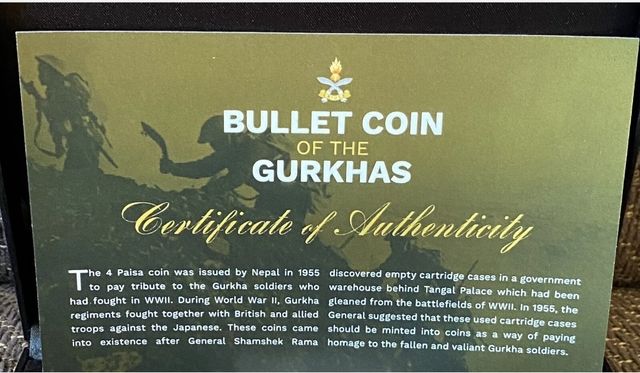 BULLET COIN
OF THE
GURKHAS
Certificate of Authenticity
The 4 Paisa coin was issued by Nepal in 1955
to pay tribute to the Gurkha soldiers who
had fought in WWII. During World War II, Gurkha
regiments fought together with British and allied
troops against the Japanese. These coins came
into existence after General Shamshek Rama
discovered empty cartridge cases in a government
warehouse behind Tangal Palace which had been
gleaned from the battlefields of WWII. In 1955, the
General suggested that these used cartridge cases
should be minted into coins as a way of paying
homage to the fallen and valiant Gurkha soldiers.